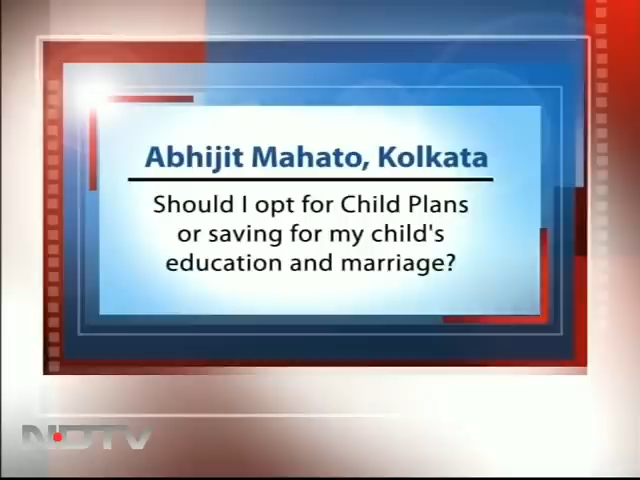 Abhijit Mahato, Kolkata
Should I opt for Child Plans
or saving for my child's
education and marriage?
NDTV